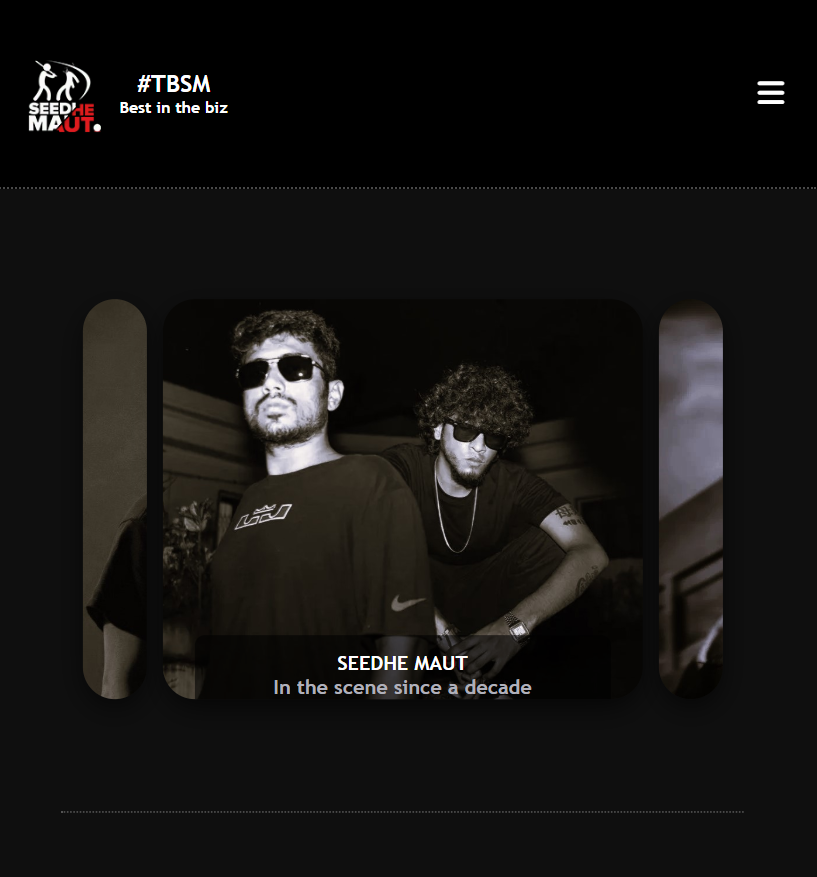 #TBSM
Best in the biz
SEEDHE
MAUT.
SEEDHE MAUT
In the scene since a decade